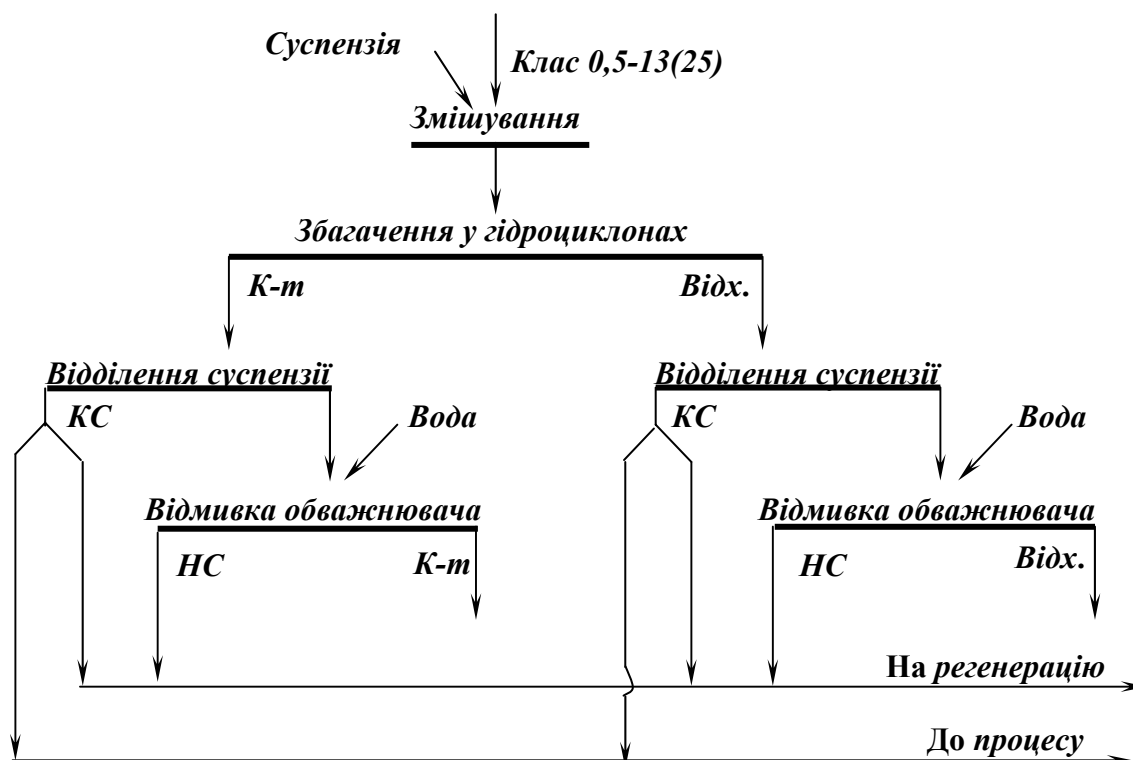 Суспензія
Клас 0,5-13(25)
Змішування
Збагачення у гідроциклонах
К-т
Відх.
Відділення суспензії
Відділення суспензії
КС
Вода
КС
Вода
Відмивка обважнювача
Відмивка обважнювача
НС
К-т
НС
Відх.
На регенерацію
До процесу